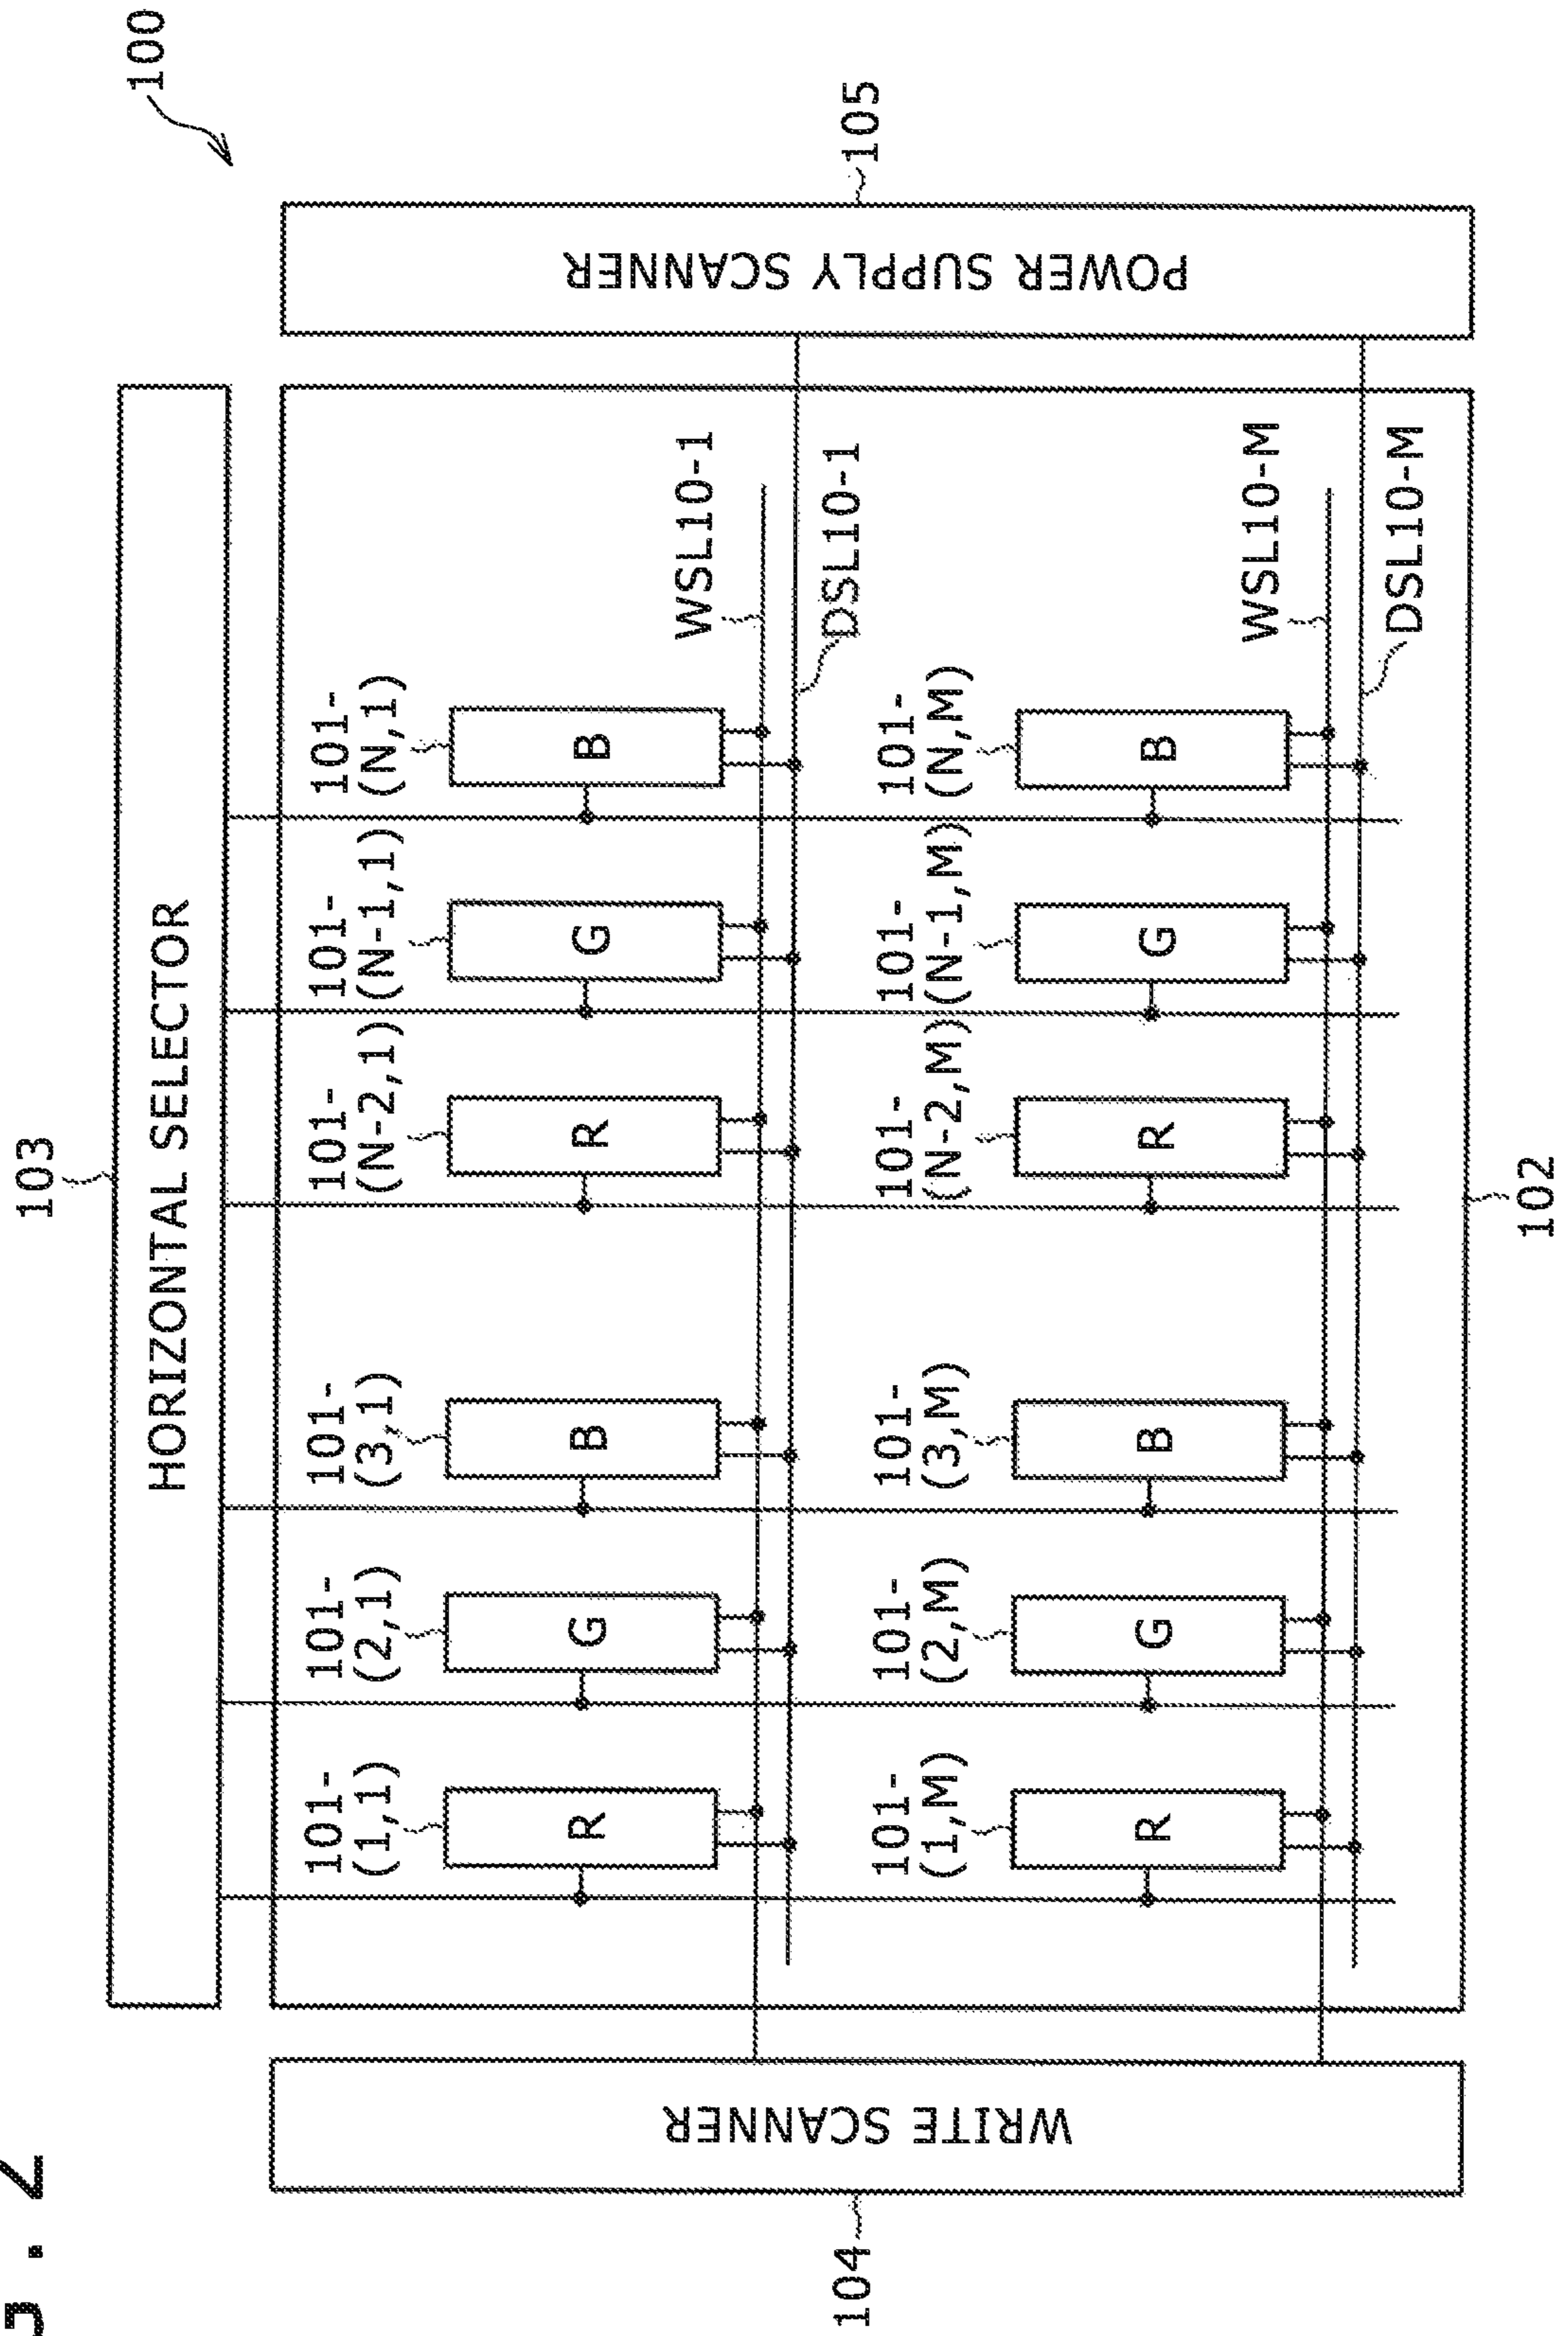 100
103
HORIZONTAL SELECTOR
101-
(1,1)
101-
(2,1)
101-
(3,1)
101-
(N-2,1)
101-
(N-1,1)
101-
(N,1)
R
G
B
R
G
B
WSL10-1
DSL10-1
101-
(1,M)
101-
(2,M)
101-
(3,M)
101-
(N-2,M)
101-
(N-1,M)
101-
(N,M)
R
G
B
R
G
B
WSL10-M
DSL10-M
104
WRITE SCANNER
POWER SUPPLY SCANNER
105
102